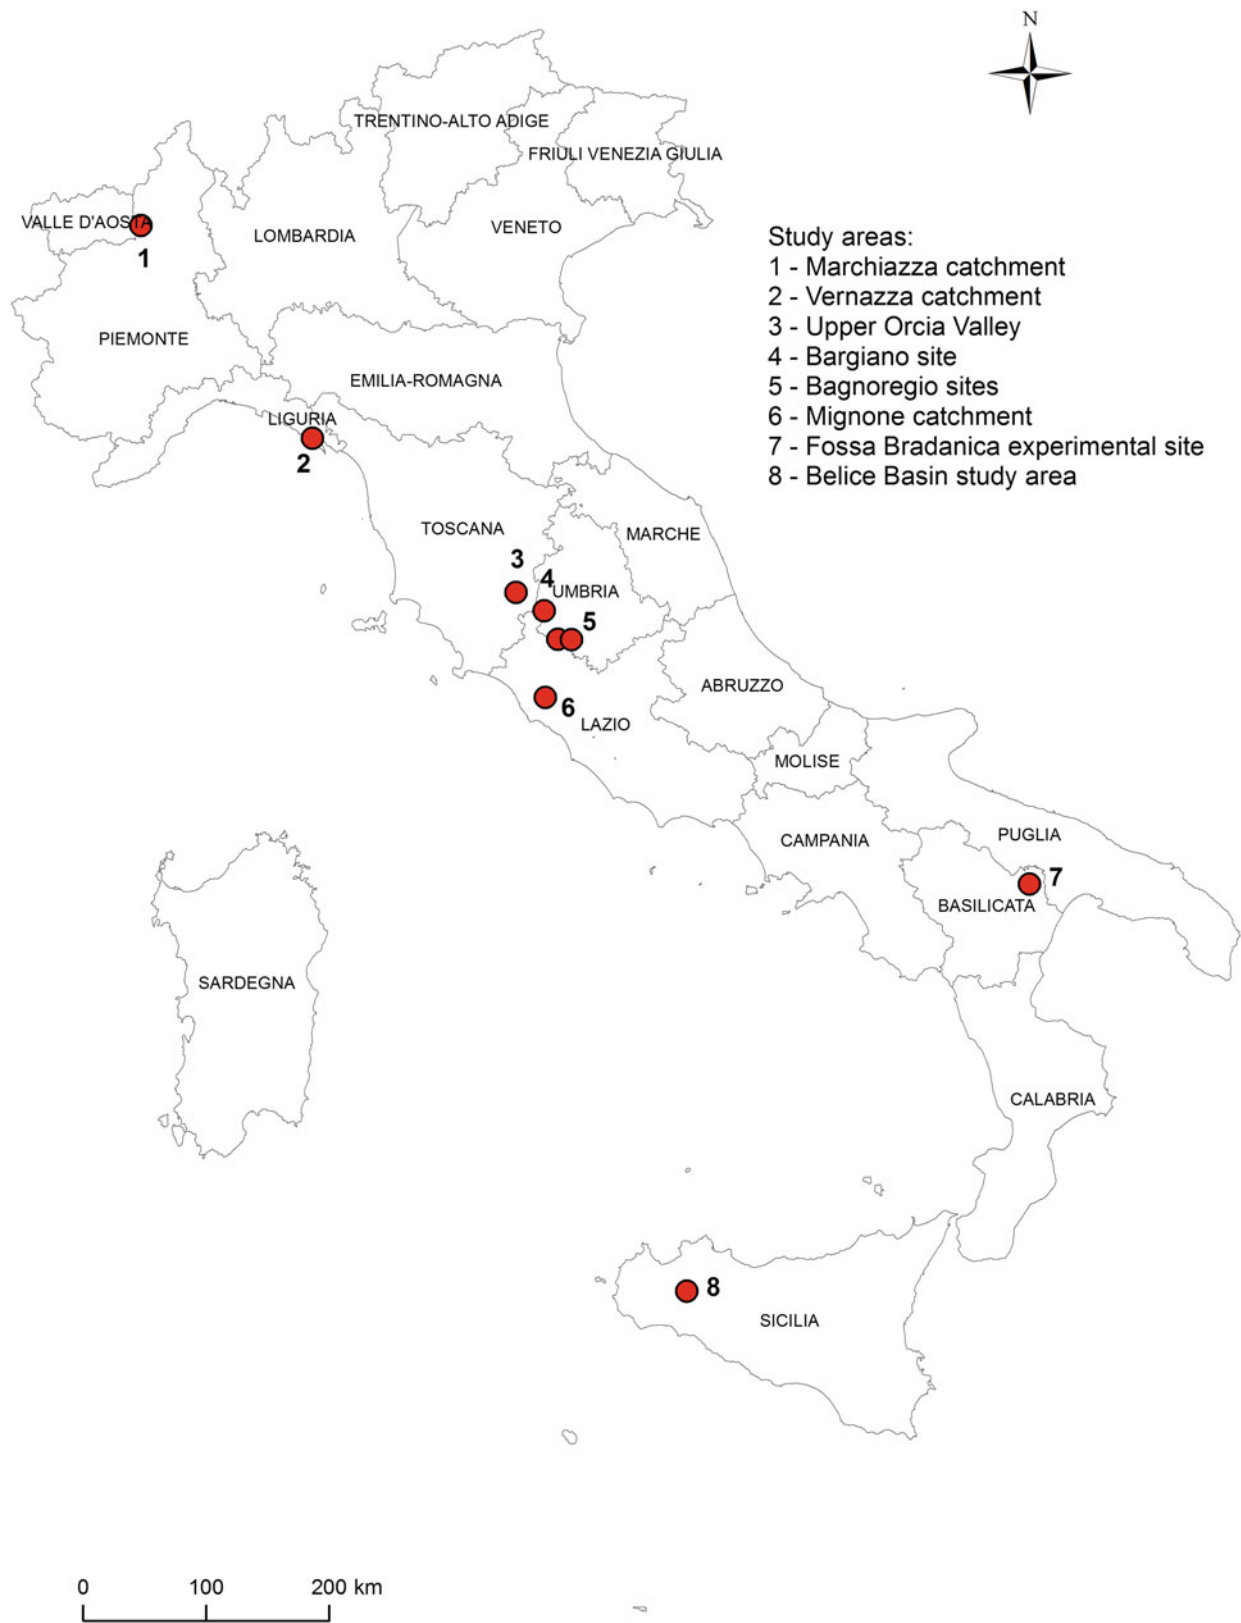 N
TRENTINO-ALTO ADIGE
FRIULI VENEZIA GIULIA
VALLE D'AOSTA
LOMBARDIA
VENETO
1
PIEMONTE
EMILIA-ROMAGNA
LIGURIA
2
Study areas:
1 - Marchiazza catchment
2 - Vernazza catchment
3 - Upper Orcia Valley
4 - Bargiano site
5 - Bagnoregio sites
6 - Mignone catchment
7 - Fossa Bradanica experimental site
8 - Belice Basin study area
TOSCANA
MARCHE
3
4
UMBRIA
5
ABRUZZO
6
LAZIO
MOLISE
CAMPANIA
PUGLIA
7
BASILICATA
SARDEGNA
CALABRIA
8
SICILIA
0 100 200 km